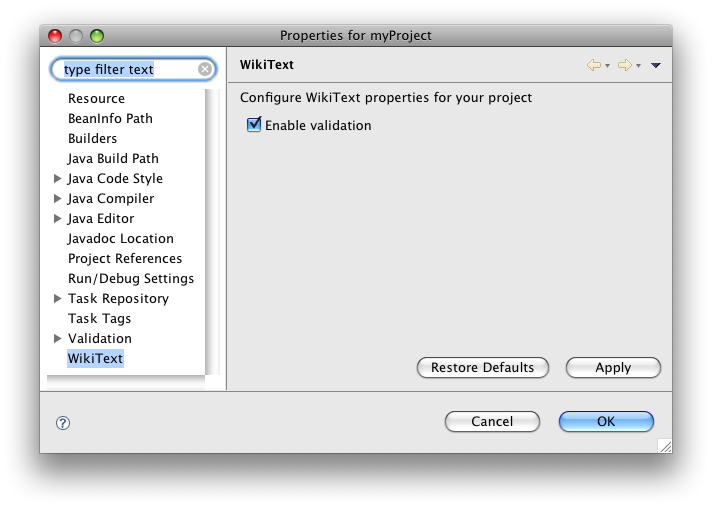 Properties for myProject
type filter text
WikiText
Resource
BeanInfo Path
Builders
Java Build Path
Java Code Style
Java Compiler
Java Editor
Javadoc Location
Project References
Run/Debug Settings
Task Repository
Task Tags
Validation
WikiText
Configure WikiText properties for your project
Enable validation
Restore Defaults
Apply
?
Cancel
OK